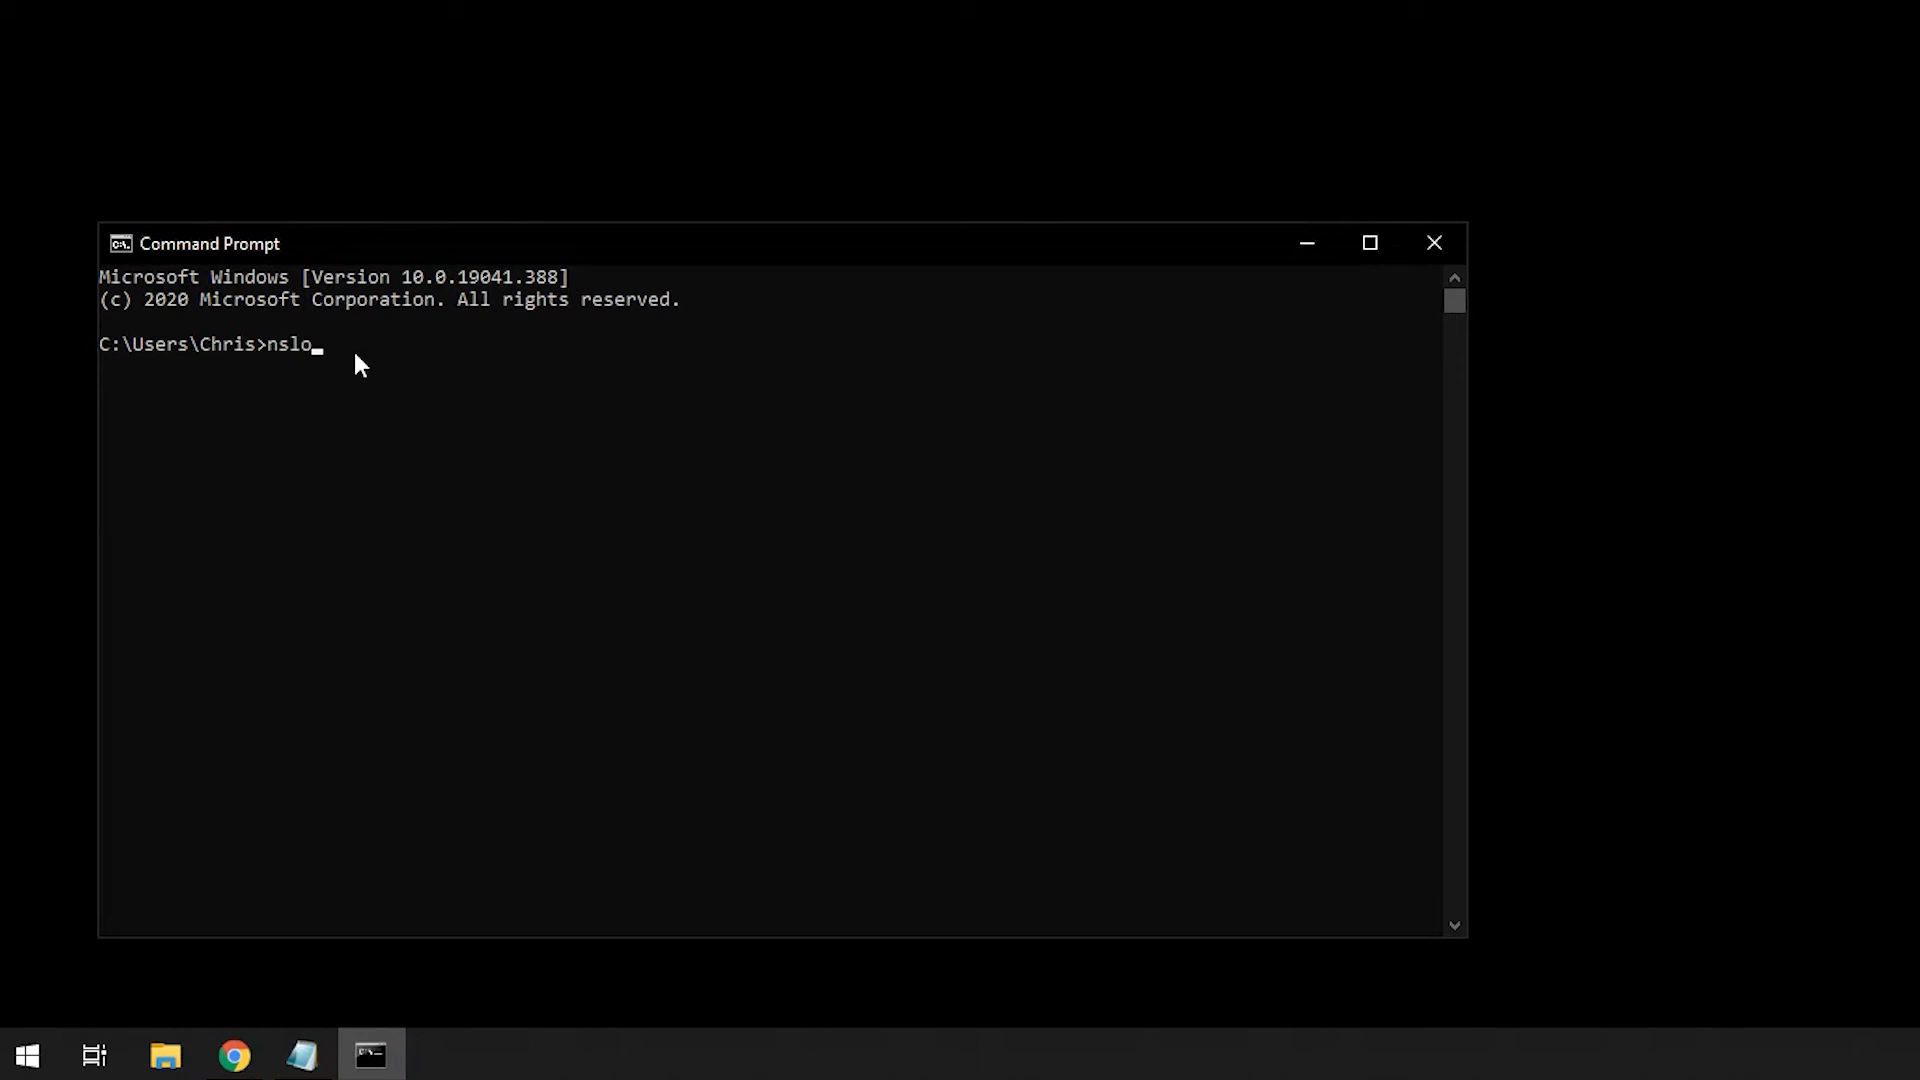 Command Prompt
Microsoft Windows [Version 10.0.19041.388]
(c) 2020 Microsoft Corporation. All rights reserved.
C:\Users\Chris>nslo